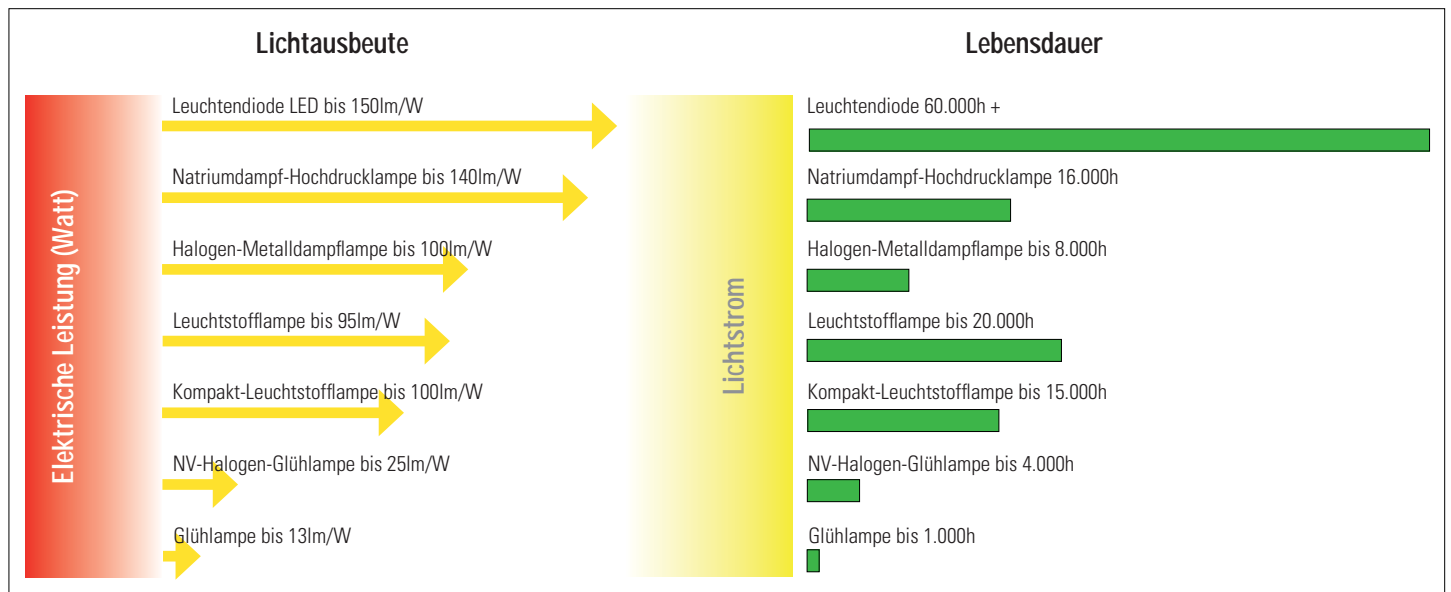 Lichtausbeute
Elektrische Leistung (Watt)
Leuchtendiode LED bis 150lm/W
Natriumdampf-Hochdrucklampe bis 140lm/W
Halogen-Metalldampflampe bis 100lm/W
Leuchtstofflampe bis 95lm/W
Kompakt-Leuchtstofflampe bis 100lm/W
NV-Halogen-Glühlampe bis 25lm/W
Glühlampe bis 13lm/W
Lichtstrom
Lebensdauer
Leuchtendiode 60.000h +
Natriumdampf-Hochdrucklampe 16.000h
Halogen-Metalldampflampe bis 8.000h
Leuchtstofflampe bis 20.000h
Kompakt-Leuchtstofflampe bis 15.000h
NV-Halogen-Glühlampe bis 4.000h
Glühlampe bis 1.000h